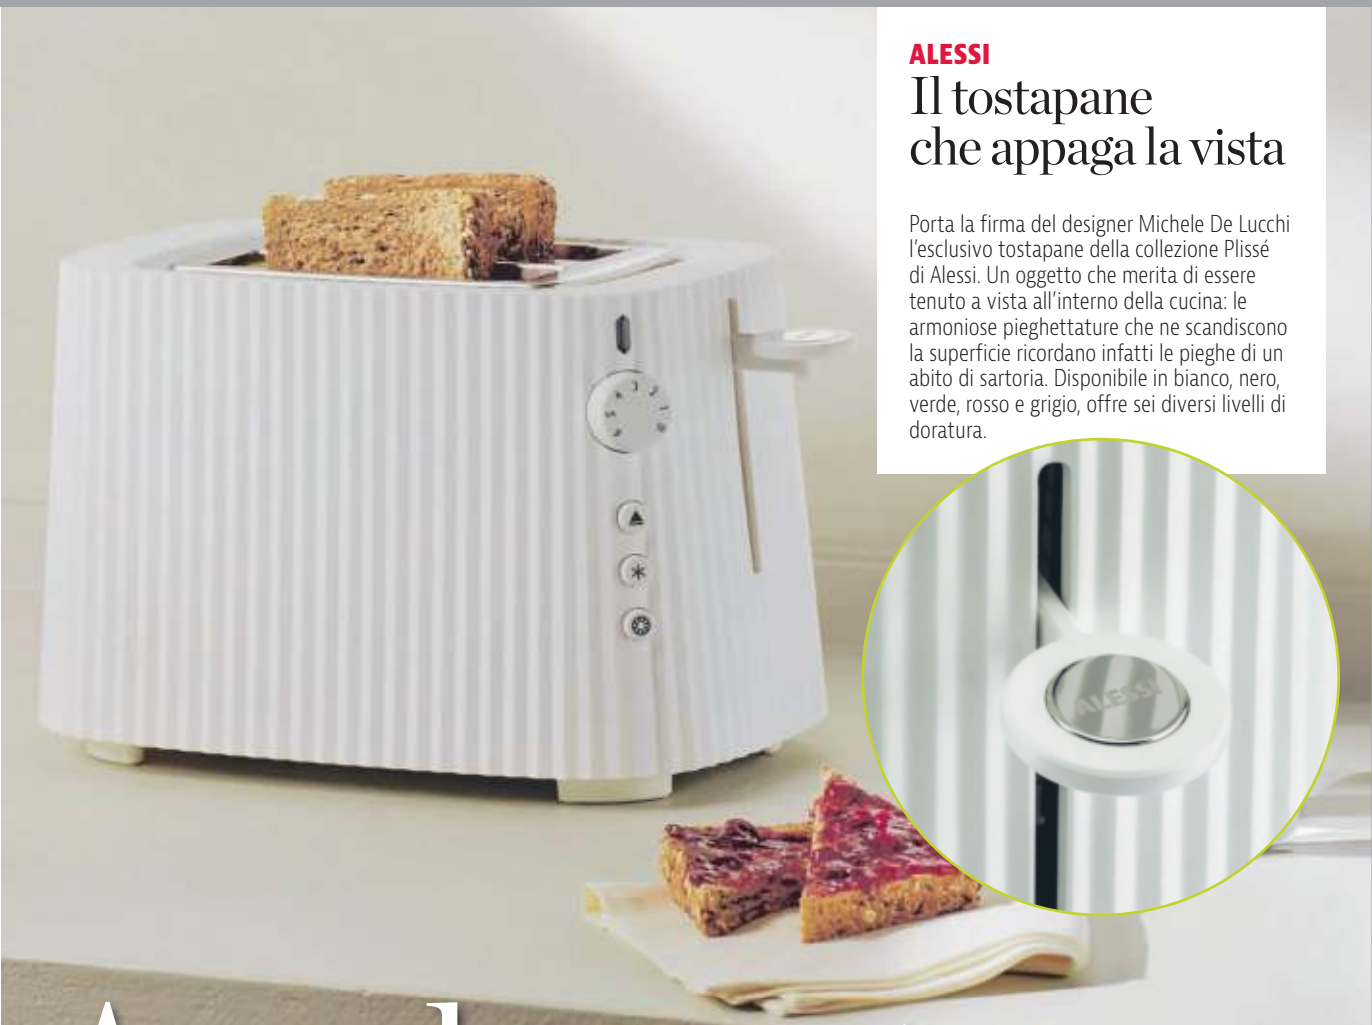 ALESSI
Il tostapane
che appaga la vista
Porta la firma del designer Michele De Lucchi
l'esclusivo tostapane della collezione Plissé
di Alessi. Un oggetto che merita di essere
tenuto a vista all'interno della cucina: le
armoniose pieghettature che ne scandiscono
la superficie ricordano infatti le pieghe di un
abito di sartoria. Disponibile in bianco, nero,
verde, rosso e grigio, offre sei diversi livelli di
doratura.
ALESSI